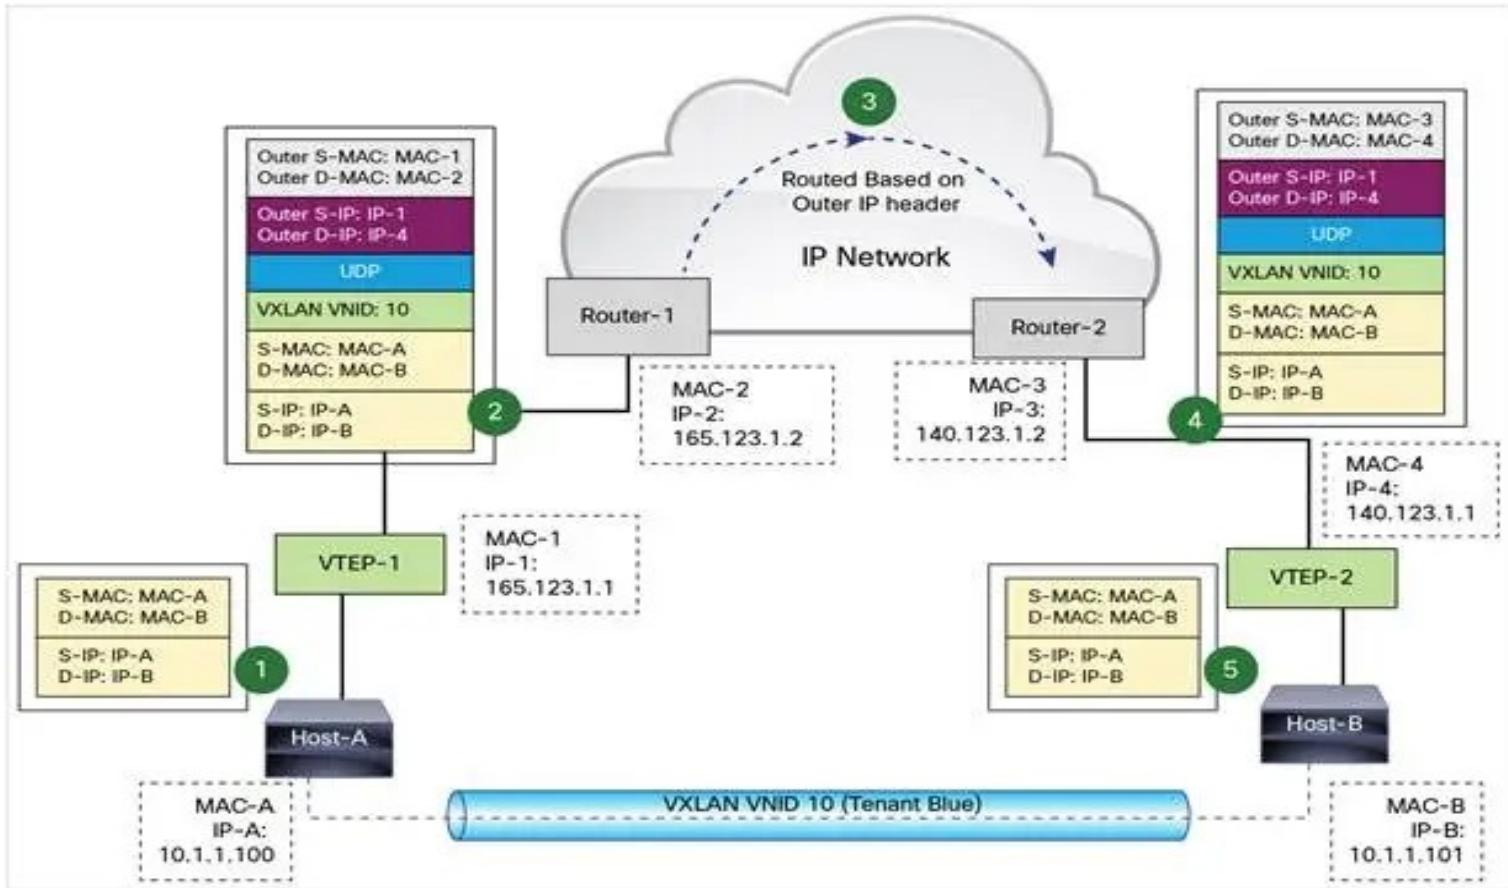 3
Routed Based on
Outer IP header
IP Network
Outer S-MAC: MAC-1
Outer D-MAC: MAC-2
Outer S-IP: IP-1
Outer D-IP: IP-4
UDP
VXLAN VNID: 10
S-MAC: MAC-A
D-MAC: MAC-B
S-IP: IP-A
D-IP: IP-B
2
Router-1
Router-2
MAC-2
IP-2:
165.123.1.2
MAC-3
IP-3:
140.123.1.2
Outer S-MAC: MAC-3
Outer D-MAC: MAC-4
Outer S-IP: IP-1
Outer D-IP: IP-4
UDP
VXLAN VNID: 10
S-MAC: MAC-A
D-MAC: MAC-B
S-IP: IP-A
D-IP: IP-B
4
MAC-4
IP-4:
140.123.1.1
VTEP-1
MAC-1
IP-1:
165.123.1.1
VTEP-2
S-MAC: MAC-A
D-MAC: MAC-B
S-IP: IP-A
D-IP: IP-B
1
S-MAC: MAC-A
D-MAC: MAC-B
S-IP: IP-A
D-IP: IP-B
5
Host-A
Host-B
MAC-A
IP-A:
10.1.1.100
VXLAN VNID 10 (Tenant Blue)
MAC-B
IP-B:
10.1.1.101